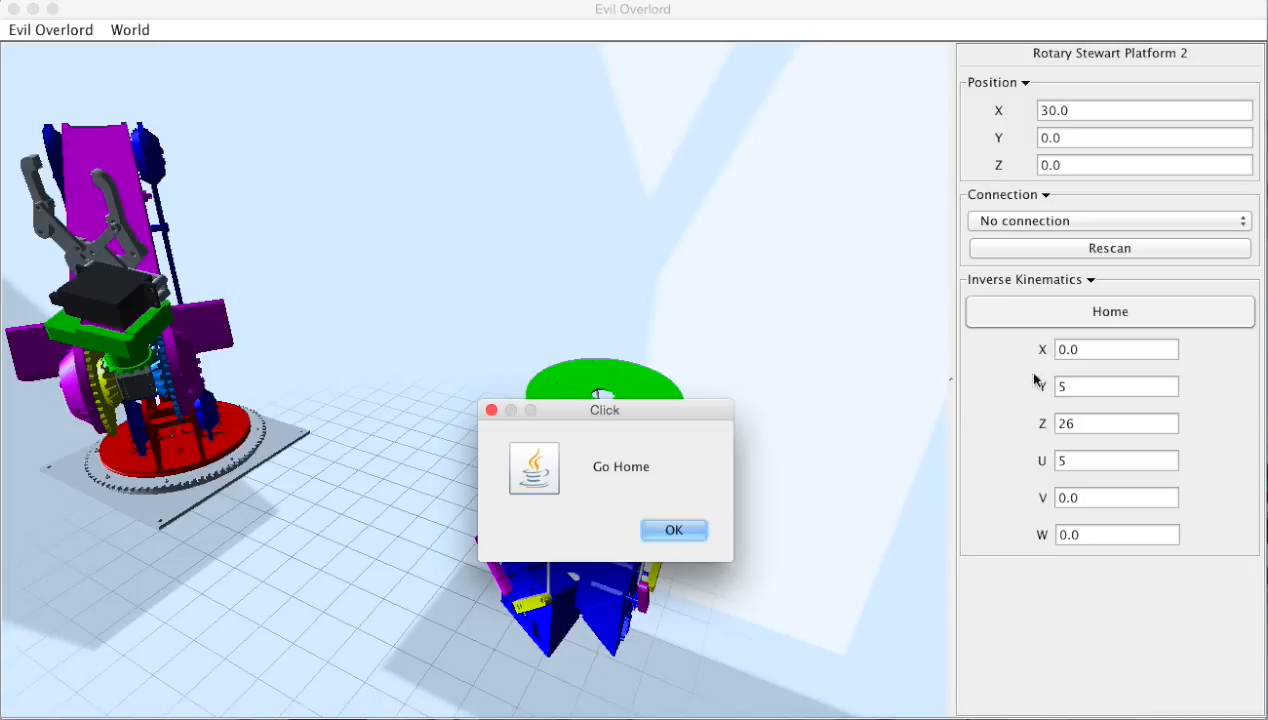 Evil Overlord
Evil Overlord World
Rotary Stewart Platform 2
Position
X 30.0
Y 0.0
Z 0.0
Connection
No connection
Rescan
Inverse Kinematics
Home
X 0.0
Y 5
Z 26
U 5
V 0.0
W 0.0
Click
Go Home
OK